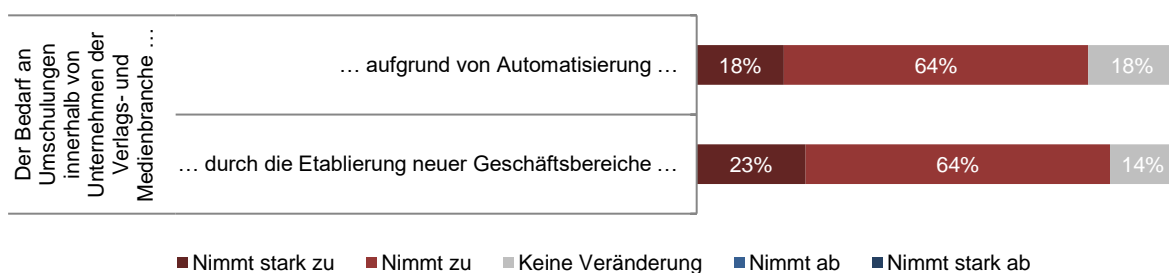 Der Bedarf an
Umschulungen
innerhalb von
Unternehmen der
Verlags- und
Medienbranche …
… aufgrund von Automatisierung …
18%
64%
18%
… durch die Etablierung neuer Geschäftsbereiche …
23%
64%
14%
Nimmt stark zu
Nimmt zu
Keine Veränderung
Nimmt ab
Nimmt stark ab